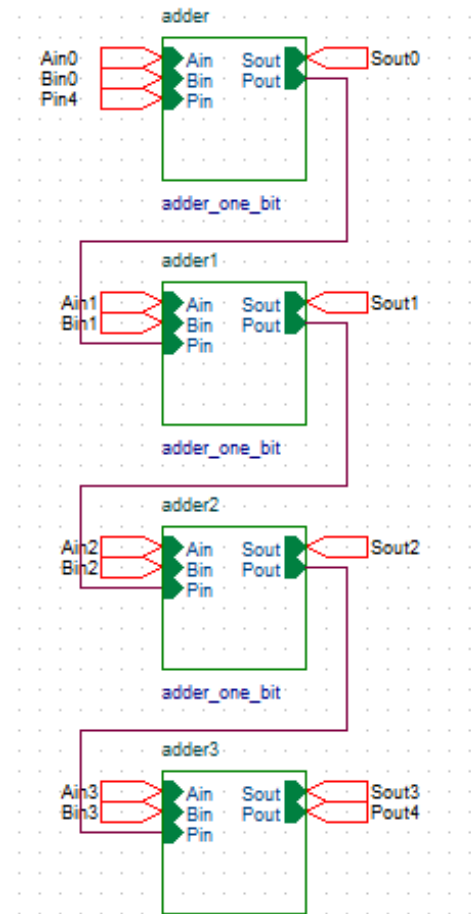 adder
Ain0 Ain Sout Sout0
Bin0 Bin Pout
Pin4 Pin
adder_one_bit
adder1
Ain1 Ain Sout Sout1
Bin1 Bin Pout
Pin
adder_one_bit
adder2
Ain2 Ain Sout Sout2
Bin2 Bin Pout
Pin
adder_one_bit
adder3
Ain3 Ain Sout Sout3
Bin3 Bin Pout Pout4
Pin